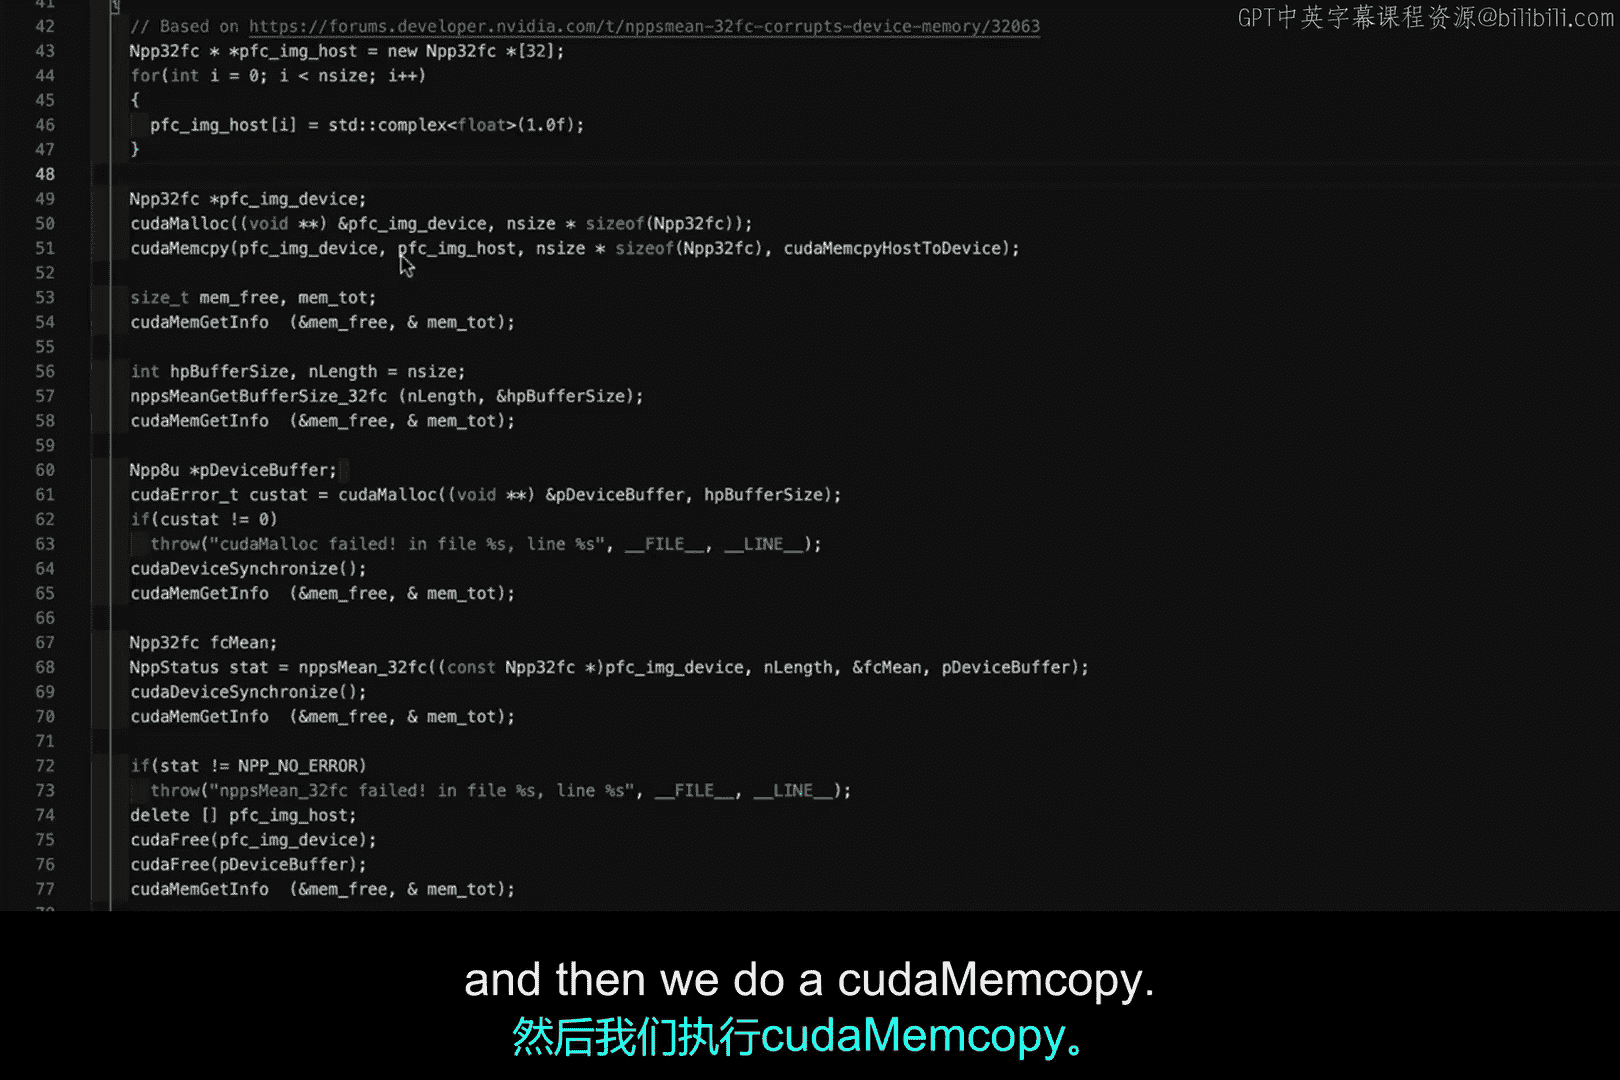 41 {
GPT中英字幕课程资源@bilibili.com
42 // Based on https://forums.developer.nvidia.com/t/nppsmean-32fc-corrupts-device-memory/32063
43 Npp32fc * *pfc_img_host = new Npp32fc *[32];
44 for(int i = 0; i < nsize; i++)
45 {
46 pfc_img_host[i] = std::complex<float>(1.0f);
47 }
48
49 Npp32fc *pfc_img_device;
50 cudaMalloc((void **) &pfc_img_device, nsize * sizeof(Npp32fc));
51 cudaMemcpy(pfc_img_device, pfc_img_host, nsize * sizeof(Npp32fc), cudaMemcpyHostToDevice);
52
53 size_t mem_free, mem_tot;
54 cudaMemGetInfo  (&mem_free, & mem_tot);
55
56 int hpBufferSize, nLength = nsize;
57 nppsMeanGetBufferSize_32fc (nLength, &hpBufferSize);
58 cudaMemGetInfo  (&mem_free, & mem_tot);
59
60 Npp8u *pDeviceBuffer;
61 cudaError_t custat = cudaMalloc((void **) &pDeviceBuffer, hpBufferSize);
62 if(custat != 0)
63 throw("cudaMalloc failed! in file %s, line %s", __FILE__, __LINE__);
64 cudaDeviceSynchronize();
65 cudaMemGetInfo  (&mem_free, & mem_tot);
66
67 Npp32fc fcMean;
68 NppStatus stat = nppsMean_32fc((const Npp32fc *)pfc_img_device, nLength, &fcMean, pDeviceBuffer);
69 cudaDeviceSynchronize();
70 cudaMemGetInfo  (&mem_free, & mem_tot);
71
72 if(stat != NPP_NO_ERROR)
73 throw("nppsMean_32fc failed! in file %s, line %s", __FILE__, __LINE__);
74 delete [] pfc_img_host;
75 cudaFree(pfc_img_device);
76 cudaFree(pDeviceBuffer);
77 cudaMemGetInfo  (&mem_free, & mem_tot);
and then we do a cudaMemcopy.
然后我们执行cudaMemcopy。